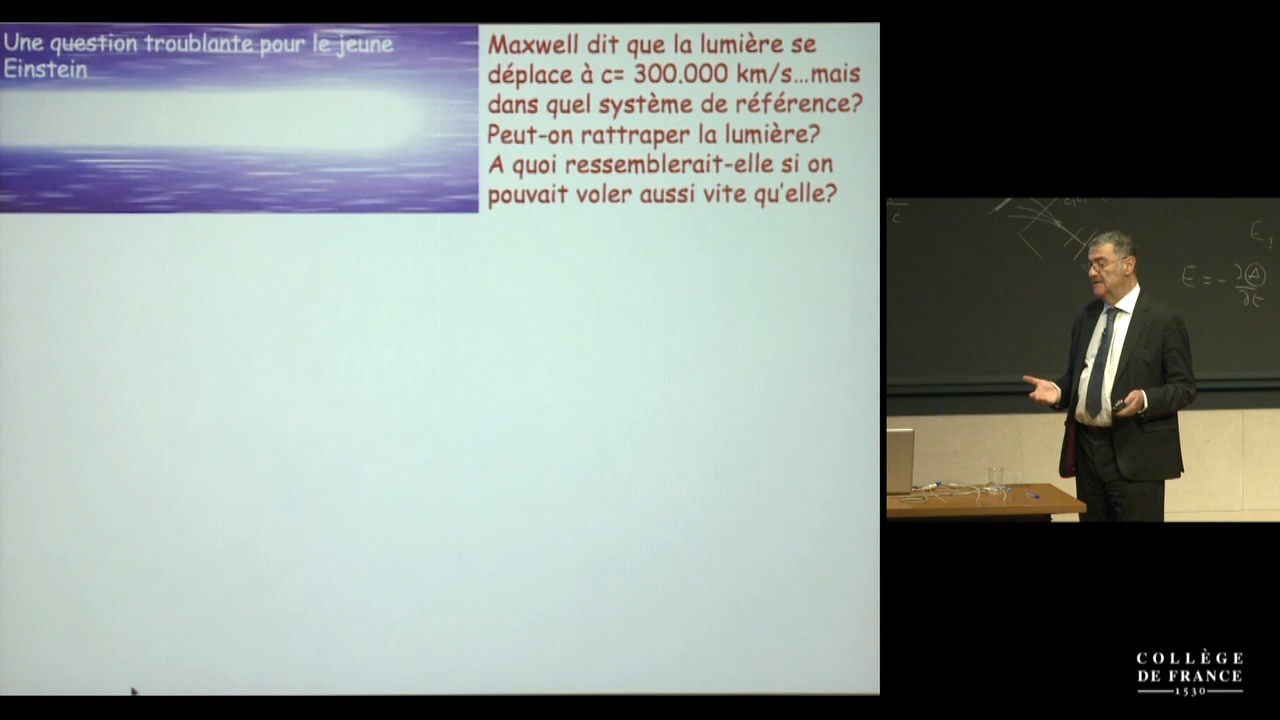 Une question troublante pour le jeune
Einstein
Maxwell dit que la lumière se
déplace à c= 300.000 km/s...mais
dans quel système de référence?
Peut-on rattraper la lumière?
A quoi ressemblerait-elle si on
pouvait voler aussi vite qu'elle?
c
E = - ∂A
∂t
COLLÈGE
DE FRANCE
1530